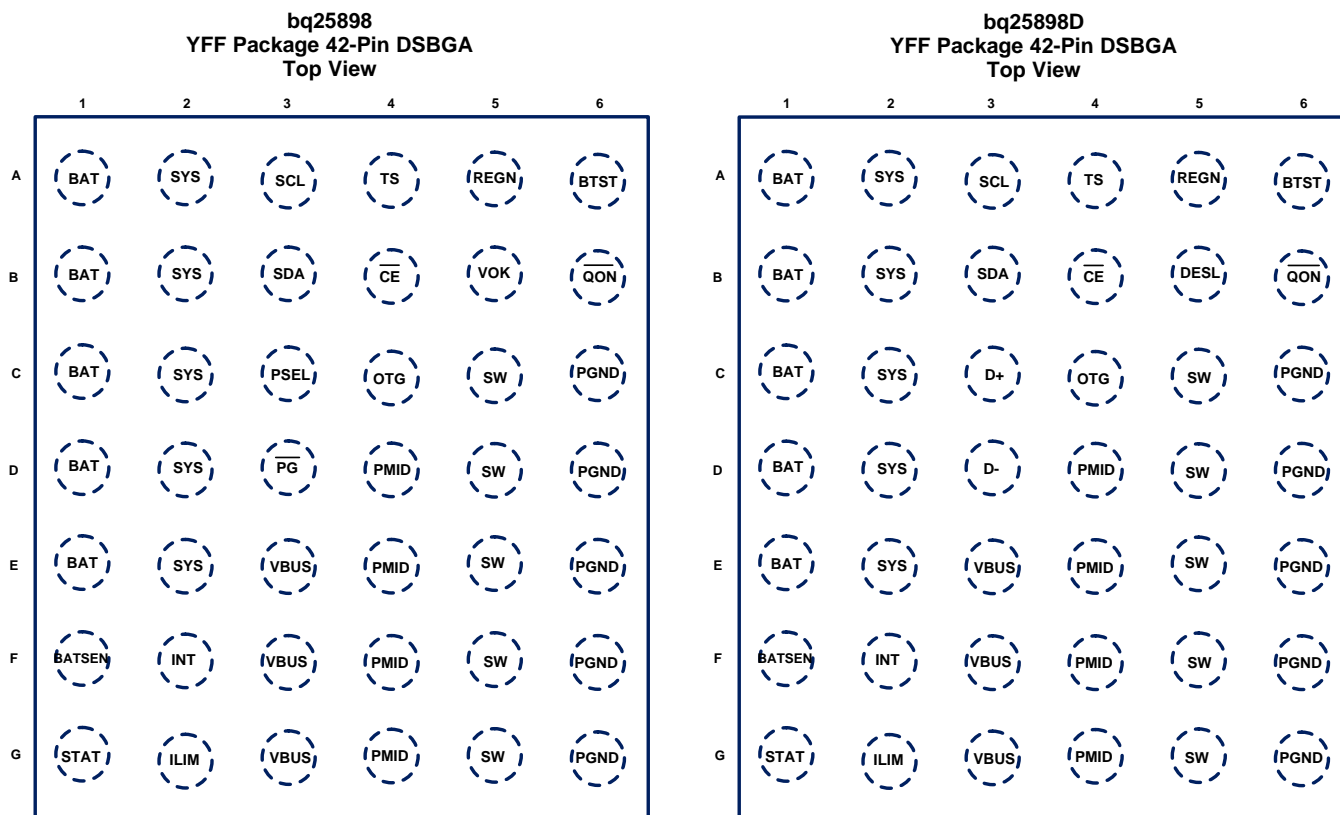 bq25898
YFF Package 42-Pin DSBGA
Top View
1 2 3 4 5 6
A BAT SYS SCL TS REGN BTST
B BAT SYS SDA C̅E̅ VOK Q̅O̅N̅
C BAT SYS PSEL OTG SW PGND
D BAT SYS P̅G̅ PMID SW PGND
E BAT SYS VBUS PMID SW PGND
F BATSEN INT VBUS PMID SW PGND
G STAT ILIM VBUS PMID SW PGND
bq25898D
YFF Package 42-Pin DSBGA
Top View
1 2 3 4 5 6
A BAT SYS SCL TS REGN BTST
B BAT SYS SDA C̅E̅ DESL Q̅O̅N̅
C BAT SYS D+ OTG SW PGND
D BAT SYS D- PMID SW PGND
E BAT SYS VBUS PMID SW PGND
F BATSEN INT VBUS PMID SW PGND
G STAT ILIM VBUS PMID SW PGND